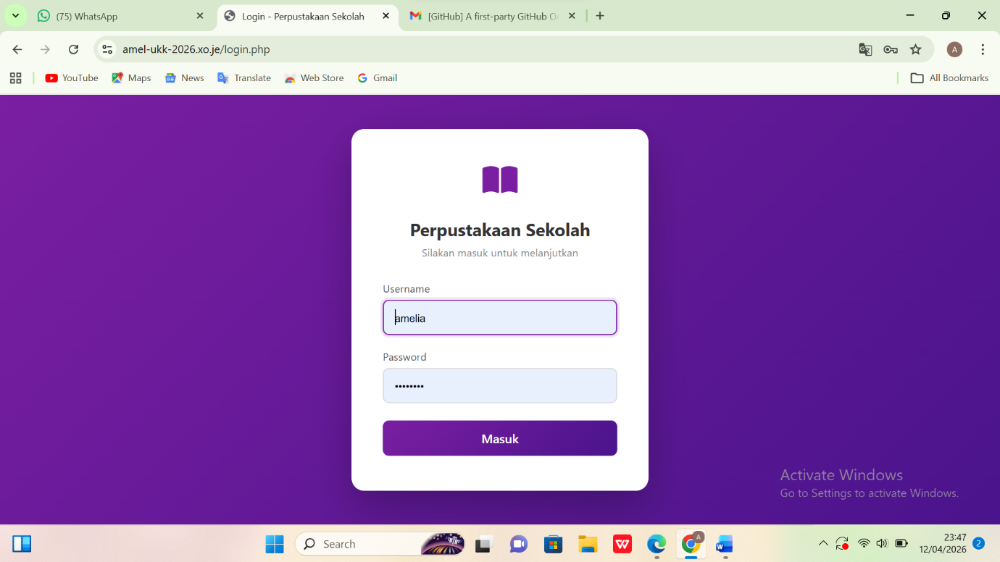 (75) WhatsApp
Login - Perpustakaan Sekolah
[GitHub] A first-party GitHub O
amel-ukk-2026.xo.je/login.php
A
YouTube
Maps
News
Translate
Web Store
Gmail
All Bookmarks
Perpustakaan Sekolah
Silakan masuk untuk melanjutkan
Username
amelia
Password
••••••••
Masuk
Activate Windows
Go to Settings to activate Windows.
Search
A
23:47
12/04/2026
2